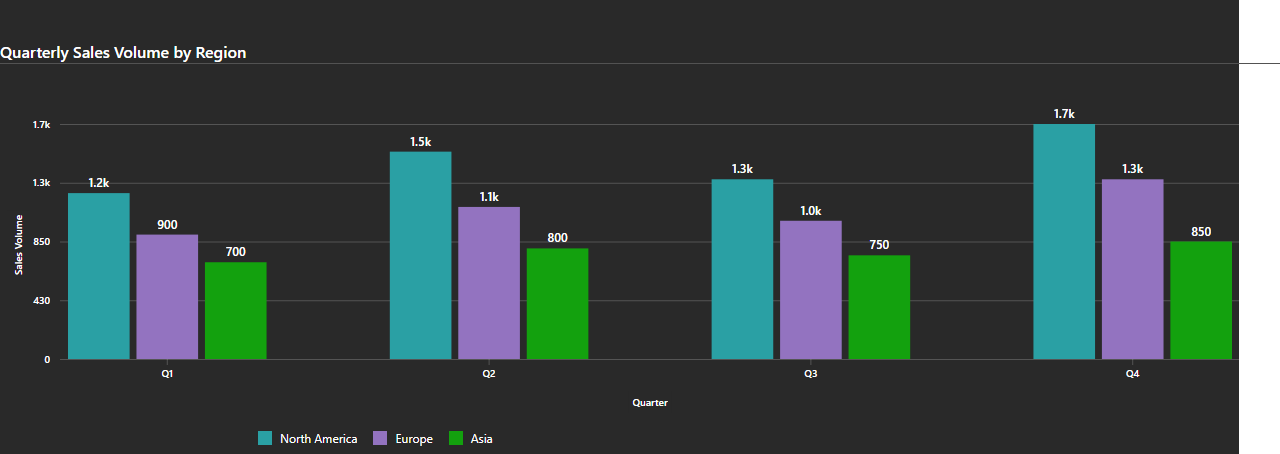 Quarterly Sales Volume by Region
1.7k
1.3k
850
430
0
Sales Volume
1.2k
900
700
1.5k
1.1k
800
1.3k
1.0k
750
1.7k
1.3k
850
Q1
Q2
Q3
Q4
Quarter
North America
Europe
Asia